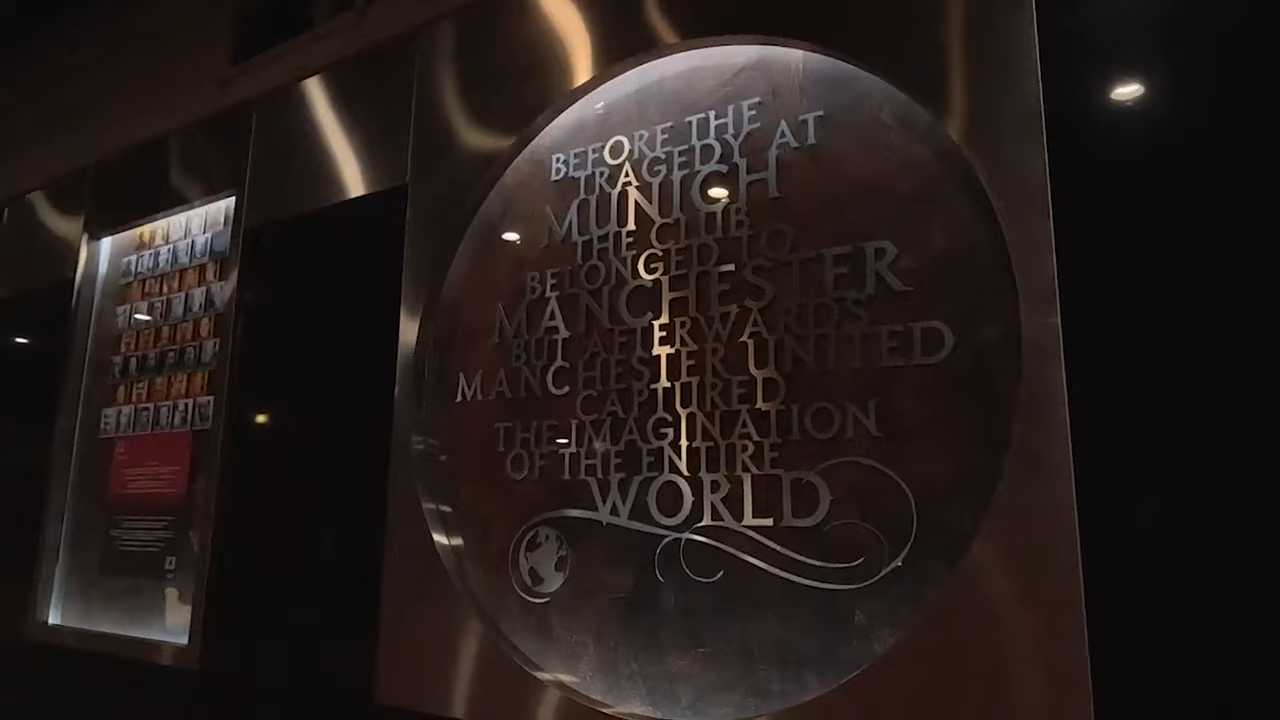 BEFORE THE
TRAGEDY AT
MUNICH
THE CLUB
BELONGED TO
MANCHESTER
BUT AFTERWARDS
MANCHESTER UNITED
CAPTURED
THE IMAGINATION
OF THE ENTIRE
WORLD